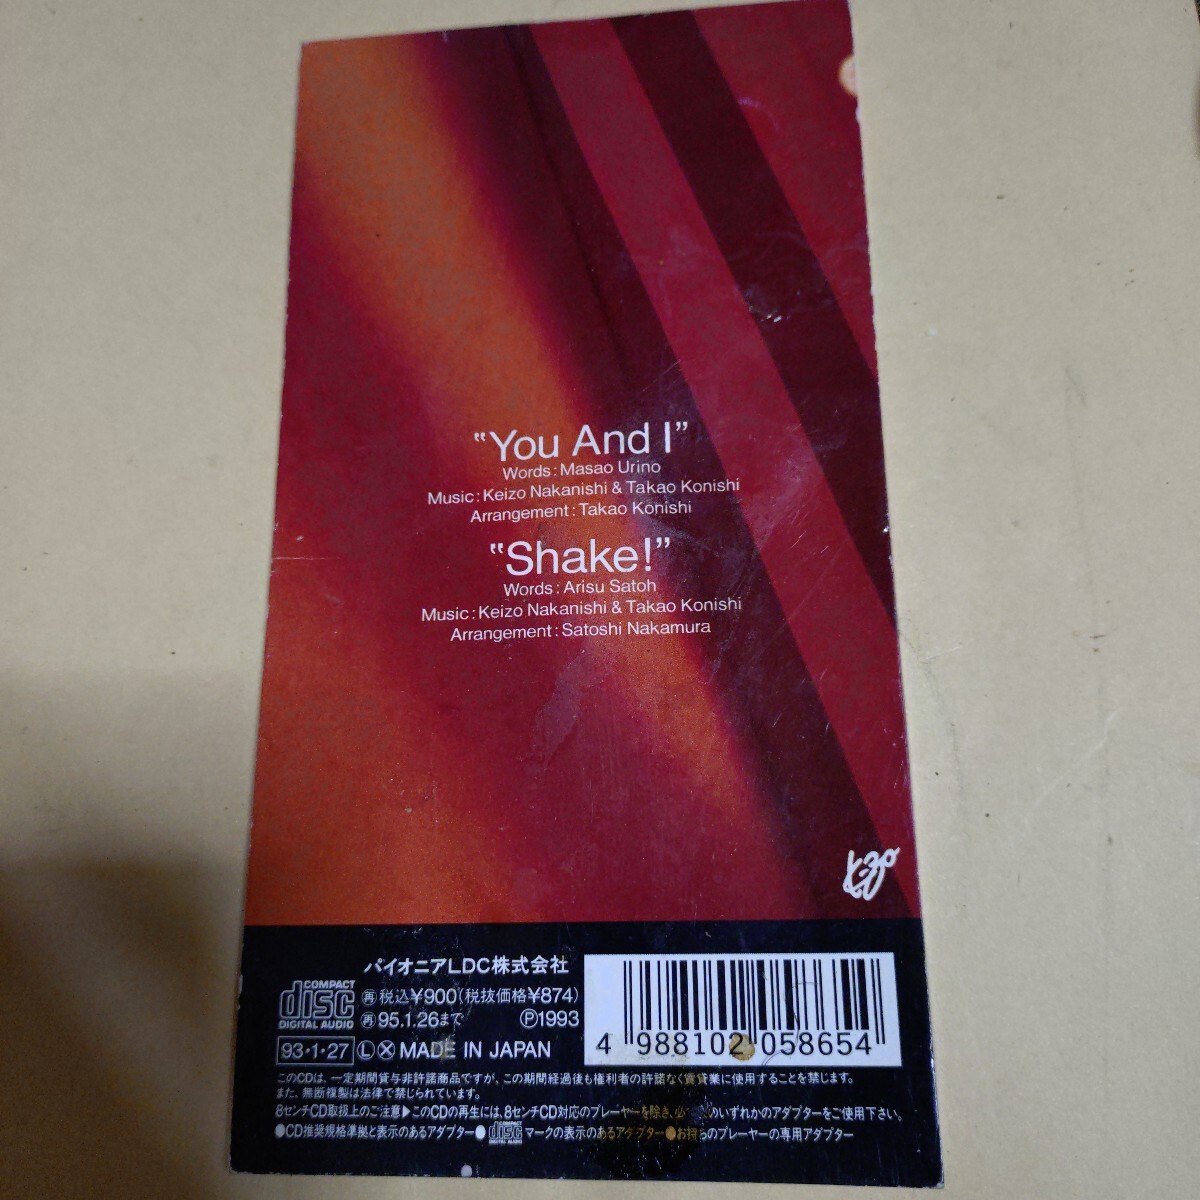 "You And I"
Words:Masao Urino
Music:Keizo Nakanishi & Takao Konishi
Arrangement:Takao Konishi
"Shake!"
Words:Arisu Satoh
Music:Keizo Nakanishi & Takao Konishi
Arrangement:Satoshi Nakamura
パイオニアLDC株式会社
COMPACT
disc
DIGITAL AUDIO
再税込¥900(税抜価格¥874)
再95.1.26まで Ⓟ1993
93・1・27 Ⓛ MADE IN JAPAN
4 988102 058654
このCDは、一定期間貸与非許諾商品ですが、この期間経過後も権利者の許諾なく賃貸業に使用することを禁じます。
また、無断複製は法律で禁じられています。
8センチCD取扱上のご注意▶このCDの再生には、8センチCD対応のプレーヤーを除き、必 のいずれかのアダプターをご使用下さい。
●CD推奨規格準拠と表示のあるアダプター●disc DIGITAL AUDIO マークの表示のあるアダプター●お持ちのプレーヤーの専用アダプター